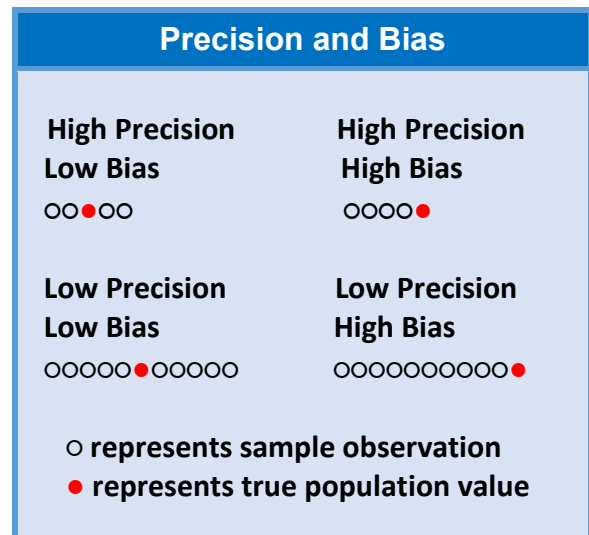 Precision and Bias
High Precision
Low Bias
High Precision
High Bias
Low Precision
Low Bias
Low Precision
High Bias
represents sample observation
represents true population value